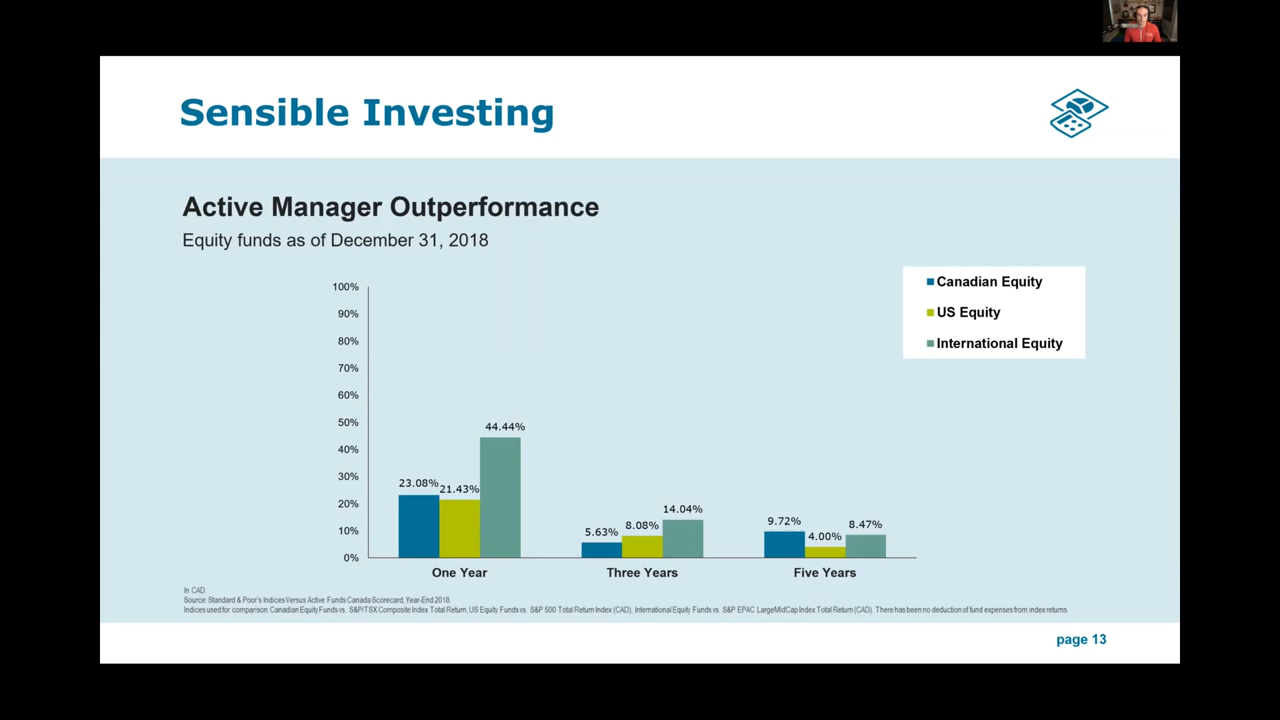 Sensible Investing
Active Manager Outperformance
Equity funds as of December 31, 2018
Canadian Equity
US Equity
International Equity
100%
90%
80%
70%
60%
50%
40%
30%
20%
10%
0%
23.08%
21.43%
44.44%
5.63%
8.08%
14.04%
9.72%
4.00%
8.47%
One Year
Three Years
Five Years
In CAD.
Source: Standard & Poor's Indices Versus Active Funds Canada Scorecard, Year-End 2018.
Indices used for comparison: Canadian Equity Funds vs. S&P/TSX Composite Index Total Return, US Equity Funds vs. S&P 500 Total Return Index (CAD), International Equity Funds vs. S&P EPAC LargeMidCap Index Total Return (CAD). There has been no deduction of fund expenses from index returns.
page 13